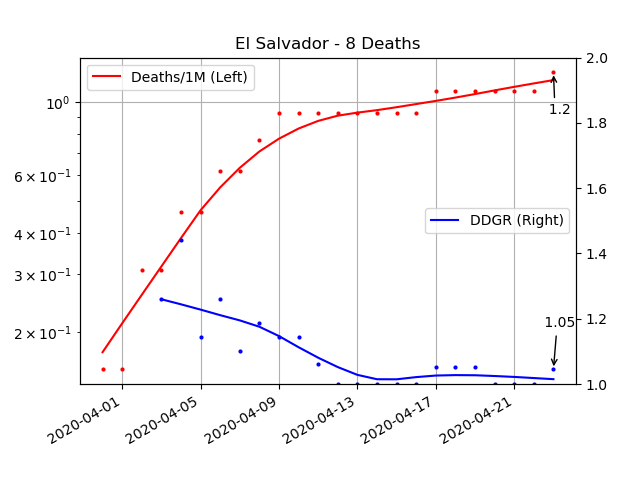 El Salvador - 8 Deaths
Deaths/1M (Left)
DDGR (Right)
10⁰
6 × 10⁻¹
4 × 10⁻¹
3 × 10⁻¹
2 × 10⁻¹
2.0
1.8
1.6
1.4
1.2
1.0
1.2
1.05
2020-04-01
2020-04-05
2020-04-09
2020-04-13
2020-04-17
2020-04-21